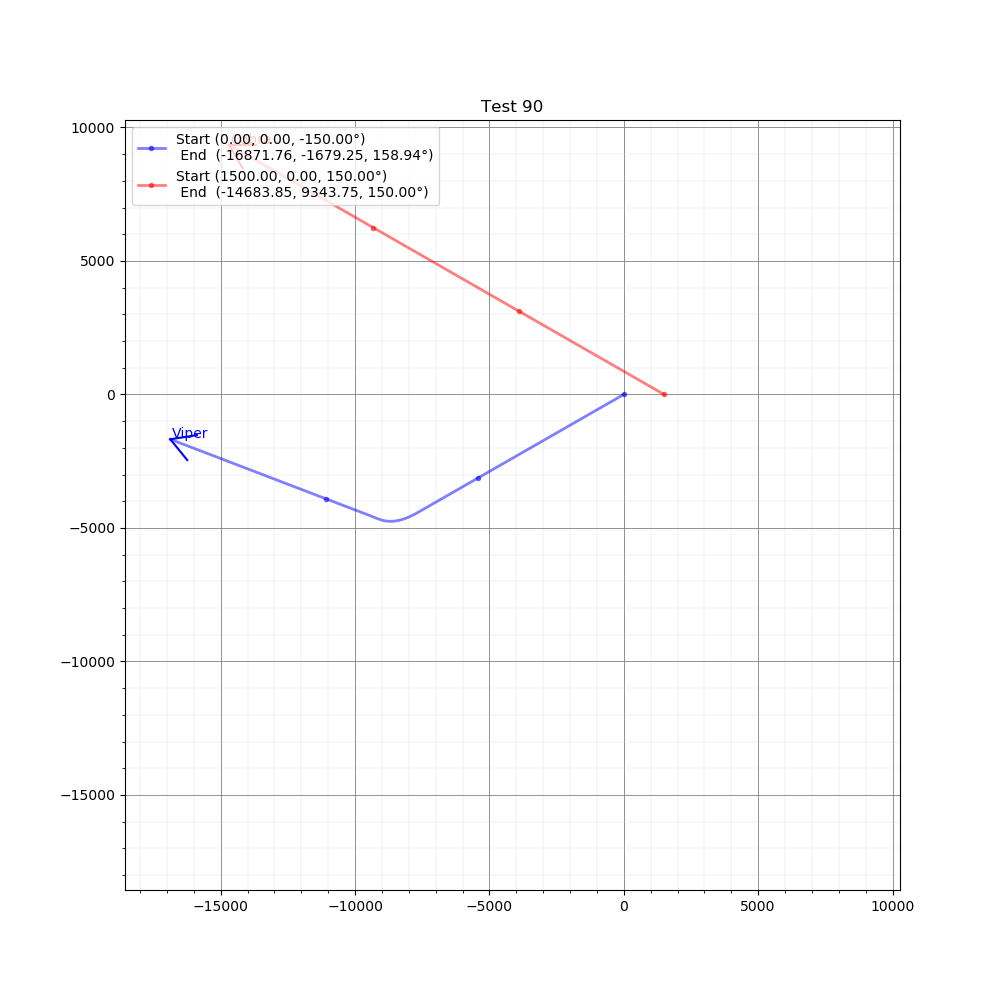 Test 90
Start (0.00, 0.00, -150.00°)
End (-16871.76, -1679.25, 158.94°)
Start (1500.00, 0.00, 150.00°)
End (-14683.85, 9343.75, 150.00°)
10000
5000
0
−5000
−10000
−15000
Viper
−15000 −10000 −5000 0 5000 10000